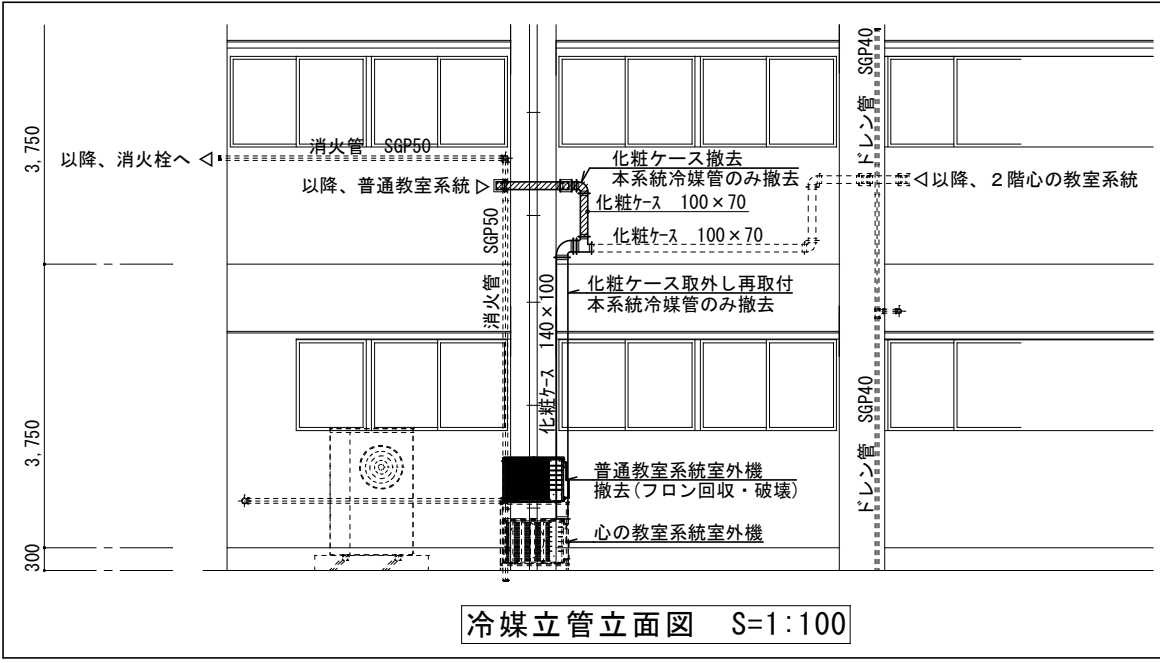 ドレン管 SGP40
消火管 SGP50
以降、消火栓へ
3,750
化粧ケース撤去
本系統冷媒管のみ撤去
以降、普通教室系統
以降、２階心の教室系統
化粧ケース 100×70
消火管 SGP50
化粧ケース 100×70
化粧ケース取外し再取付
本系統冷媒管のみ撤去
化粧ケース 140×100
3,750
ドレン管 SGP40
普通教室系統室外機
撤去(フロン回収・破壊)
心の教室系統室外機
300
冷媒立管立面図 S=1:100